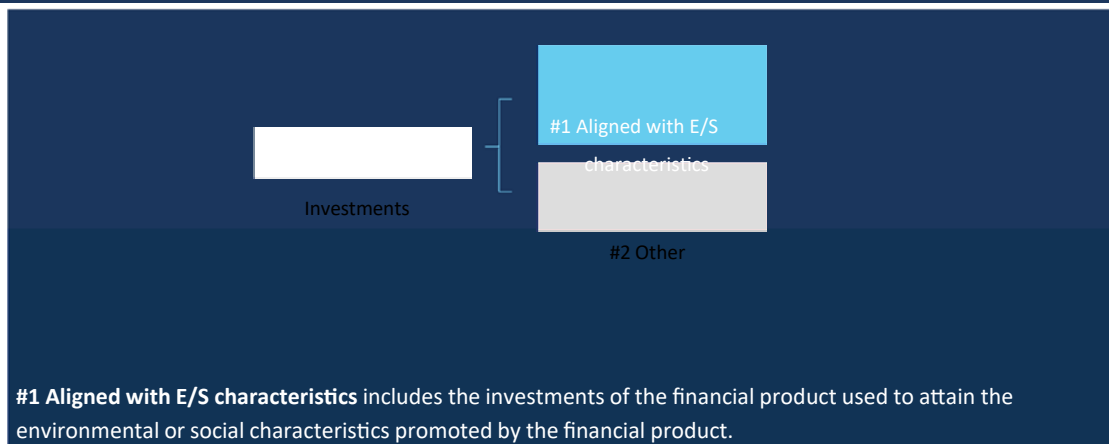 #1 Aligned with E/S
characteristics
Investments
#2 Other
#1 Aligned with E/S characteristics includes the investments of the financial product used to attain the
environmental or social characteristics promoted by the financial product.